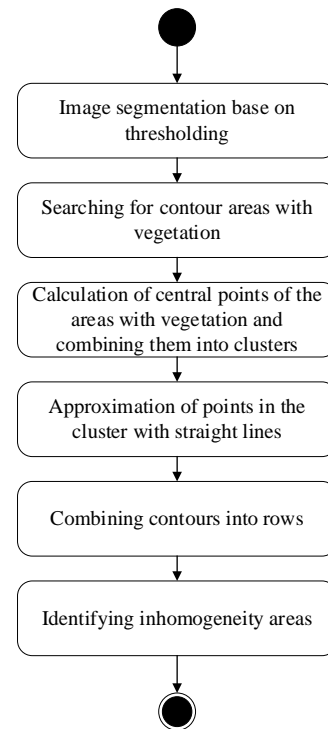 Image segmentation base on
thresholding
Searching for contour areas with
vegetation
Calculation of central points of the
areas with vegetation and
combining them into clusters
Approximation of points in the
cluster with straight lines
Combining contours into rows
Identifying inhomogeneity areas